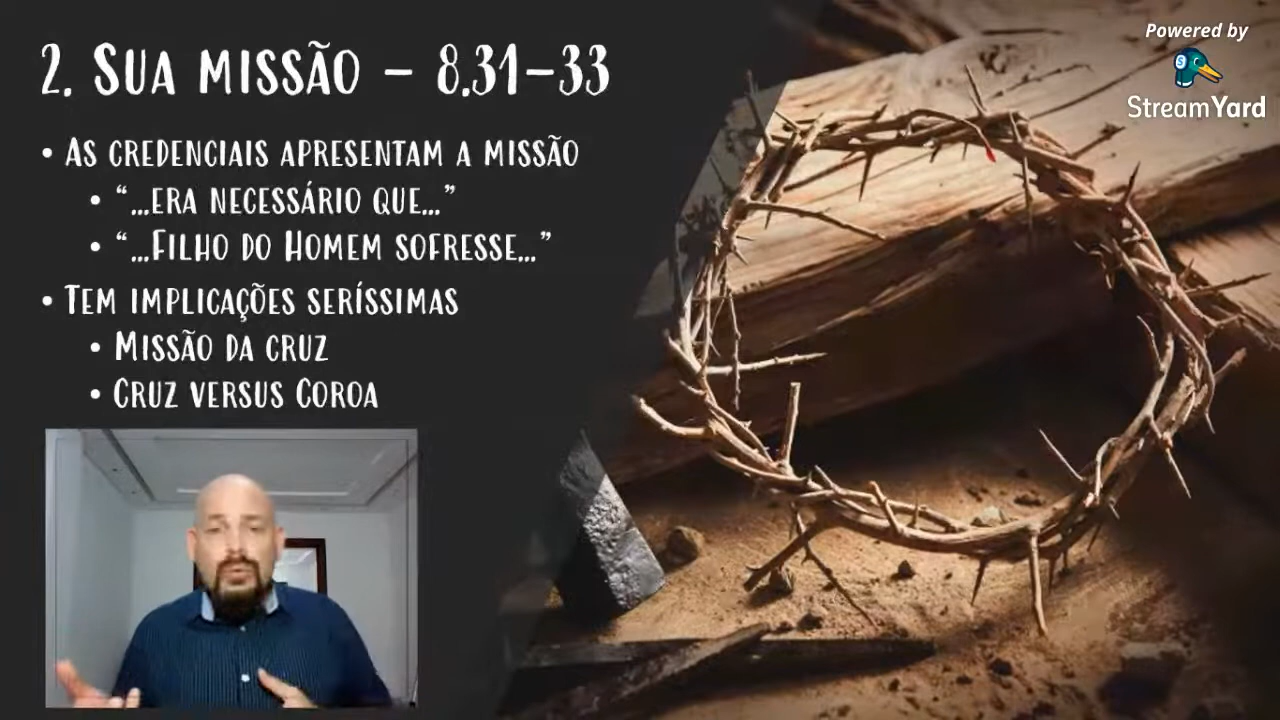 2. Sua missão – 8.31–33
• As credenciais apresentam a missão
• “...era necessário que...”
• “...Filho do Homem sofresse...”
• Tem implicações seríssimas
• Missão da cruz
• Cruz versus Coroa
Powered by
StreamYard